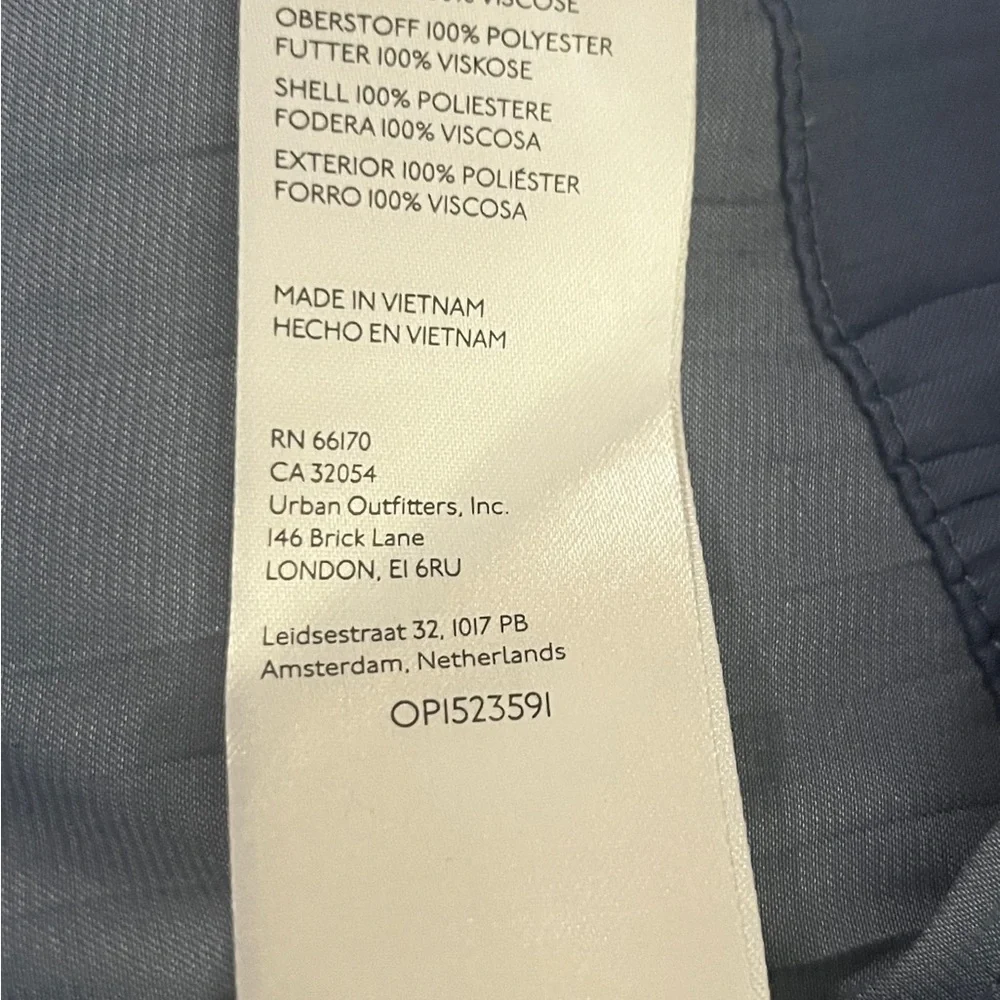 VISCOSE
OBERSTOFF 100% POLYESTER
FUTTER 100% VISKOSE
SHELL 100% POLIESTERE
FODERA 100% VISCOSA
EXTERIOR 100% POLIÉSTER
FORRO 100% VISCOSA
MADE IN VIETNAM
HECHO EN VIETNAM
RN 66170
CA 32054
Urban Outfitters, Inc.
146 Brick Lane
LONDON, E1 6RU
Leidsestraat 32, 1017 PB
Amsterdam, Netherlands
OP1523591